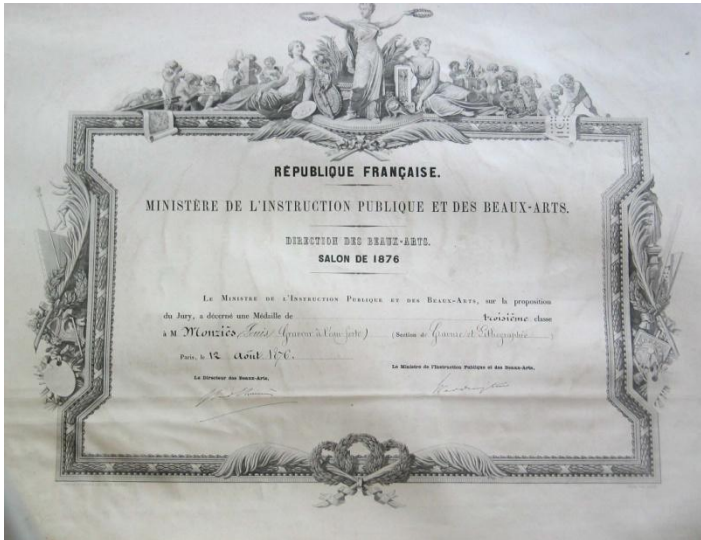 RÉPUBLIQUE FRANÇAISE.
MINISTÈRE DE L'INSTRUCTION PUBLIQUE ET DES BEAUX-ARTS.
DIRECTION DES BEAUX-ARTS.
SALON DE 1876
LE MINISTRE DE L'INSTRUCTION PUBLIQUE ET DES BEAUX-ARTS, sur la proposition
du Jury, a décerné une Médaille de troisième classe
à M. Monziès, Louis (Graveur à l'eau forte) (Section de Gravure et Lithographie)
Paris, le 12 Août 1876.
Le Directeur des Beaux-Arts,
Le Ministre de l'Instruction Publique et des Beaux-Arts,